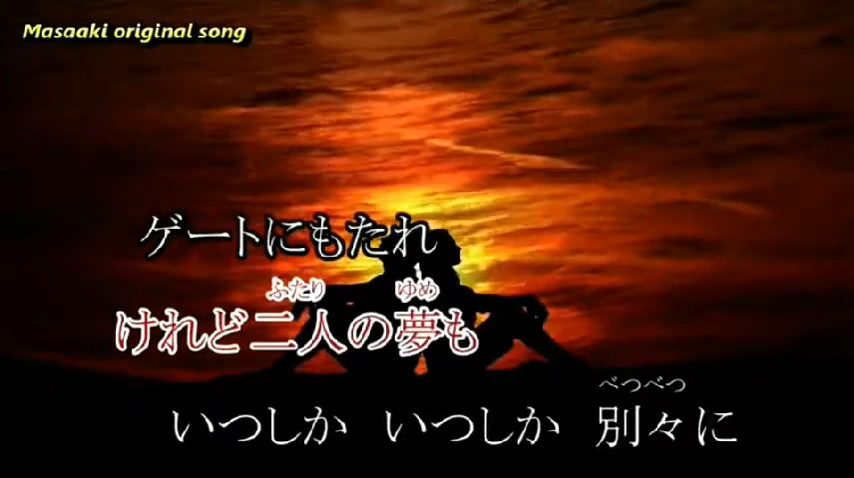 Masaaki original song
ゲートにもたれ
ふたり ゆめ
けれど二人の夢も
べつべつ
いつしか いつしか 別々に